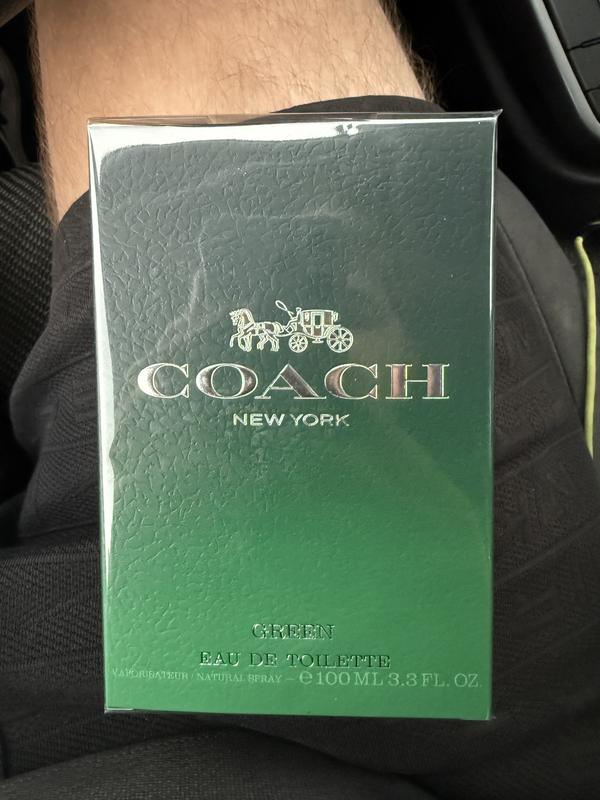 COACH
NEW YORK
GREEN
EAU DE TOILETTE
VAPORISATEUR / NATURAL SPRAY – ℮ 100 ML 3.3 FL. OZ.